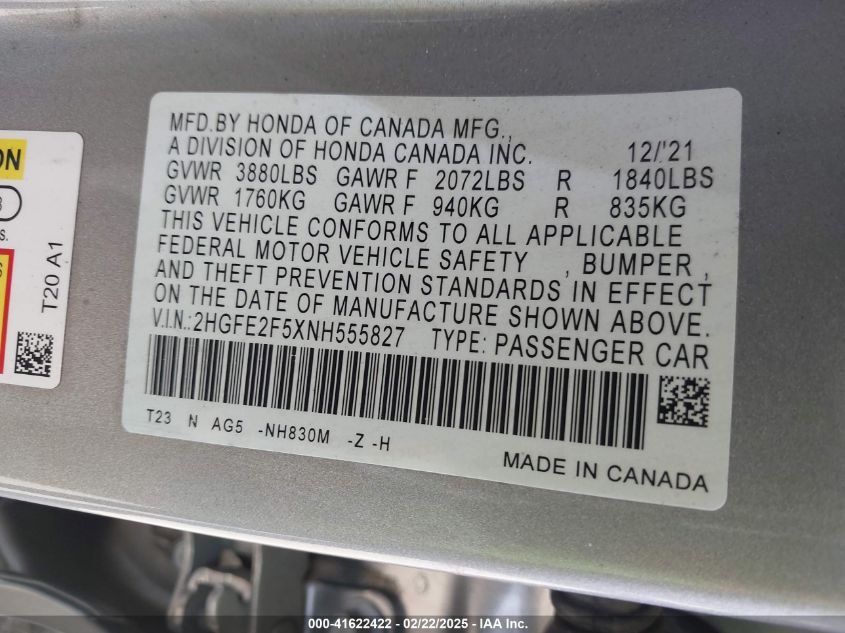 MFD.BY HONDA OF CANADA MFG.,
A DIVISION OF HONDA CANADA INC. 12/'21
GVWR 3880LBS GAWR F 2072LBS R 1840LBS
GVWR 1760KG GAWR F 940KG R 835KG
THIS VEHICLE CONFORMS TO ALL APPLICABLE
FEDERAL MOTOR VEHICLE SAFETY , BUMPER ,
AND THEFT PREVENTION STANDARDS IN EFFECT
ON THE DATE OF MANUFACTURE SHOWN ABOVE.
V.I.N.:2HGFE2F5XNH555827 TYPE: PASSENGER CAR
T23 N AG5 -NH830M -Z -H
MADE IN CANADA
T20 A1
000-41622422 - 02/22/2025 - IAA Inc.